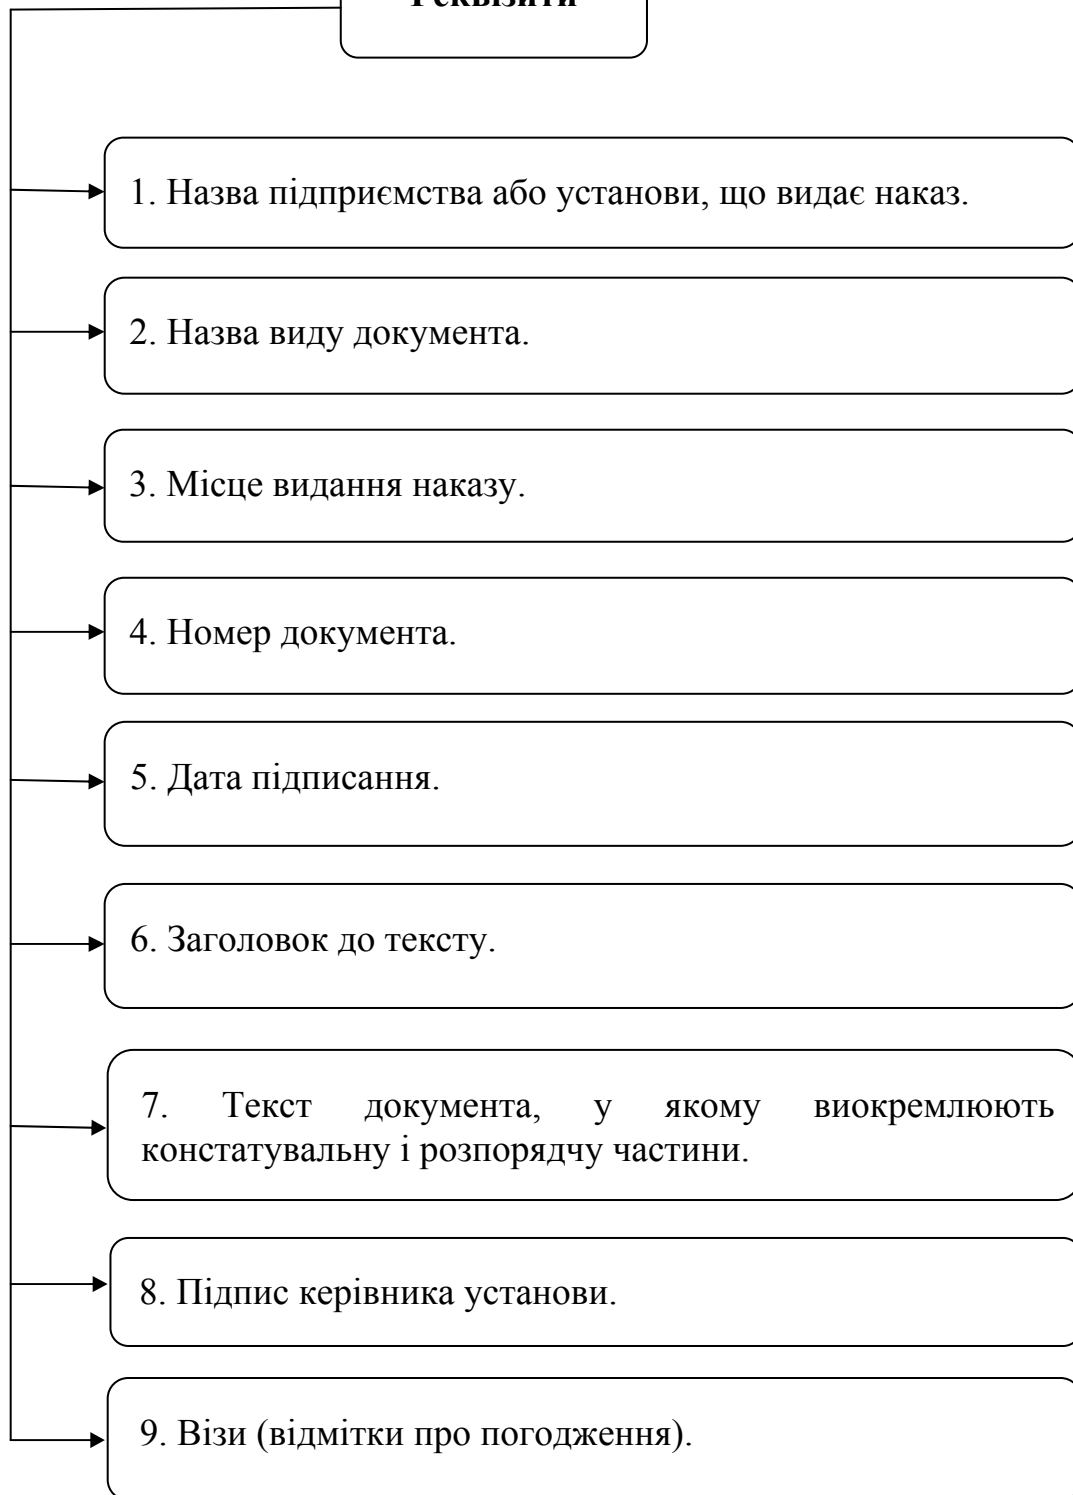 Реквізити
1. Назва підприємства або установи, що видає наказ.
2. Назва виду документа.
3. Місце видання наказу.
4. Номер документа.
5. Дата підписання.
6. Заголовок до тексту.
7. Текст документа, у якому виокремлюють
констатувальну і розпорядчу частини.
8. Підпис керівника установи.
9. Візи (відмітки про погодження).